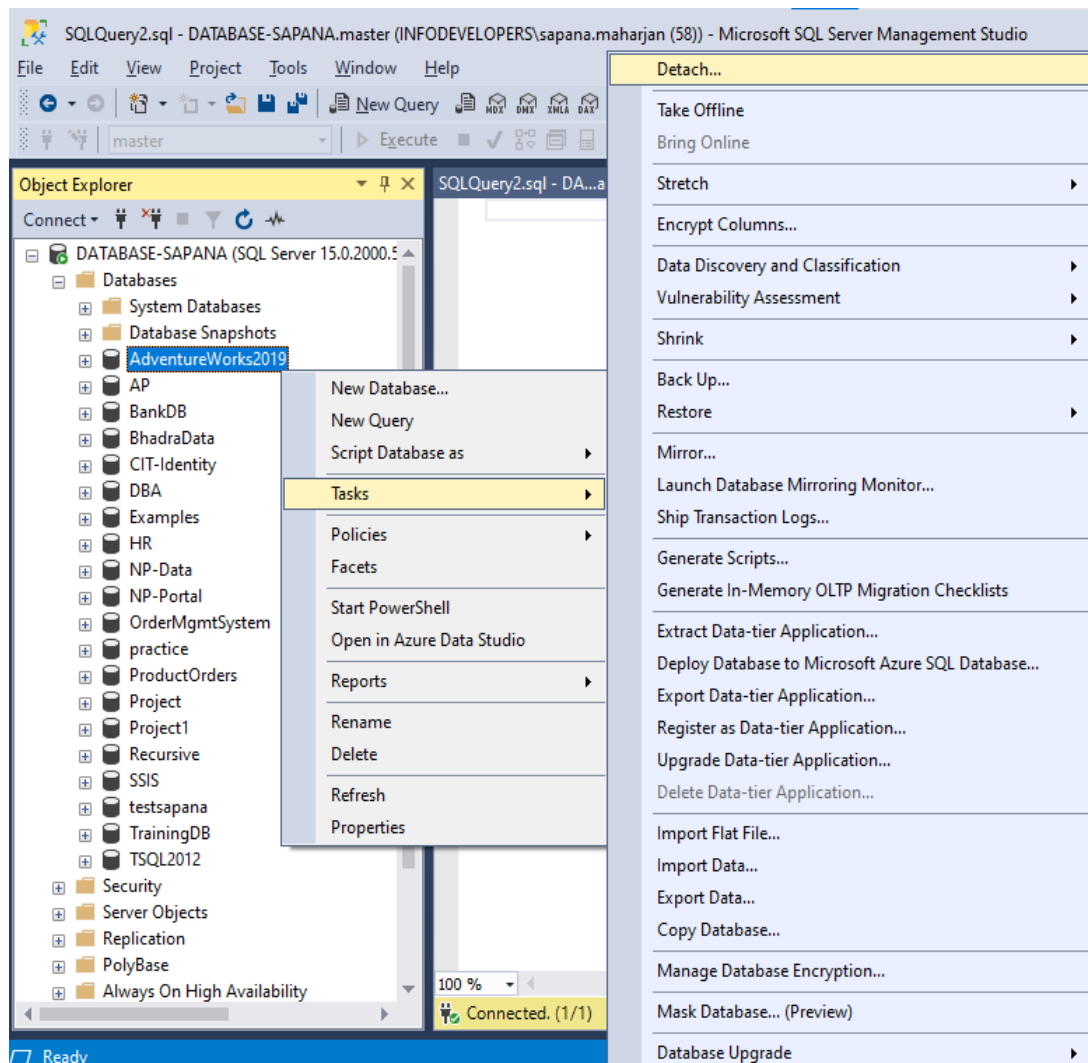 SQLQuery2.sql - DATABASE-SAPANA.master (INFODEVELOPERS\sapana.maharjan (58)) - Microsoft SQL Server Management Studio
File Edit View Project Tools Window Help
New Query MDX DMX XMLA DAX
master Execute
Object Explorer
Connect
DATABASE-SAPANA (SQL Server 15.0.2000.5
Databases
System Databases
Database Snapshots
AdventureWorks2019
AP
BankDB
BhadraData
CIT-Identity
DBA
Examples
HR
NP-Data
NP-Portal
OrderMgmtSystem
practice
ProductOrders
Project
Project1
Recursive
SSIS
testsapana
TrainingDB
TSQL2012
Security
Server Objects
Replication
PolyBase
Always On High Availability
SQLQuery2.sql - DA...a
New Database...
New Query
Script Database as
Tasks
Policies
Facets
Start PowerShell
Open in Azure Data Studio
Reports
Rename
Delete
Refresh
Properties
Detach...
Take Offline
Bring Online
Stretch
Encrypt Columns...
Data Discovery and Classification
Vulnerability Assessment
Shrink
Back Up...
Restore
Mirror...
Launch Database Mirroring Monitor...
Ship Transaction Logs...
Generate Scripts...
Generate In-Memory OLTP Migration Checklists
Extract Data-tier Application...
Deploy Database to Microsoft Azure SQL Database...
Export Data-tier Application...
Register as Data-tier Application...
Upgrade Data-tier Application...
Delete Data-tier Application...
Import Flat File...
Import Data...
Export Data...
Copy Database...
Manage Database Encryption...
Mask Database... (Preview)
Database Upgrade
100 %
Connected. (1/1)
Ready